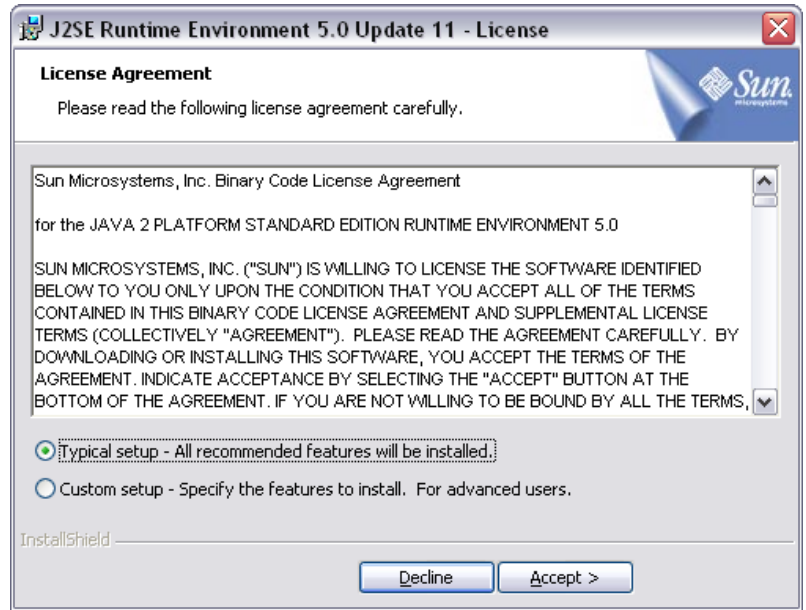 J2SE Runtime Environment 5.0 Update 11 - License
License Agreement
Please read the following license agreement carefully.
Sun
microsystems
Sun Microsystems, Inc. Binary Code License Agreement
for the JAVA 2 PLATFORM STANDARD EDITION RUNTIME ENVIRONMENT 5.0
SUN MICROSYSTEMS, INC. ("SUN") IS WILLING TO LICENSE THE SOFTWARE IDENTIFIED
BELOW TO YOU ONLY UPON THE CONDITION THAT YOU ACCEPT ALL OF THE TERMS
CONTAINED IN THIS BINARY CODE LICENSE AGREEMENT AND SUPPLEMENTAL LICENSE
TERMS (COLLECTIVELY "AGREEMENT").  PLEASE READ THE AGREEMENT CAREFULLY.  BY
DOWNLOADING OR INSTALLING THIS SOFTWARE, YOU ACCEPT THE TERMS OF THE
AGREEMENT. INDICATE ACCEPTANCE BY SELECTING THE "ACCEPT" BUTTON AT THE
BOTTOM OF THE AGREEMENT. IF YOU ARE NOT WILLING TO BE BOUND BY ALL THE TERMS,
Typical setup - All recommended features will be installed.
Custom setup - Specify the features to install.  For advanced users.
InstallShield
Decline
Accept >